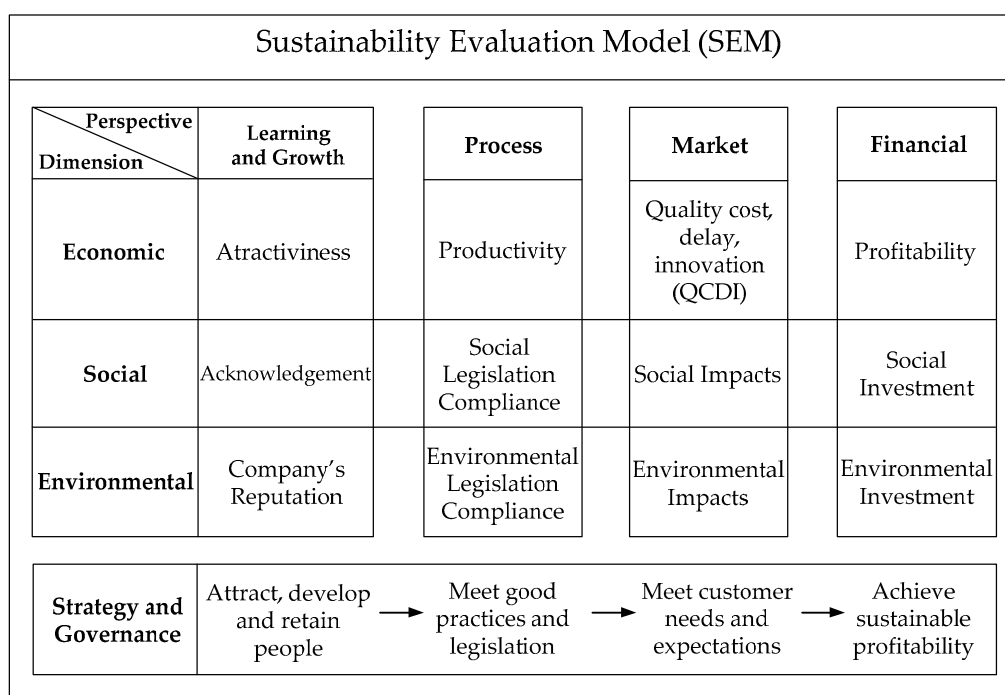 Sustainability Evaluation Model (SEM)
Perspective
Dimension
Learning
and Growth
Process
Market
Financial
Economic
Atractiviness
Productivity
Quality cost,
delay,
innovation
(QCDI)
Profitability
Social
Acknowledgement
Social
Legislation
Compliance
Social Impacts
Social
Investment
Environmental
Company’s
Reputation
Environmental
Legislation
Compliance
Environmental
Impacts
Environmental
Investment
Strategy and
Governance
Attract, develop
and retain
people
Meet good
practices and
legislation
Meet customer
needs and
expectations
Achieve
sustainable
profitability